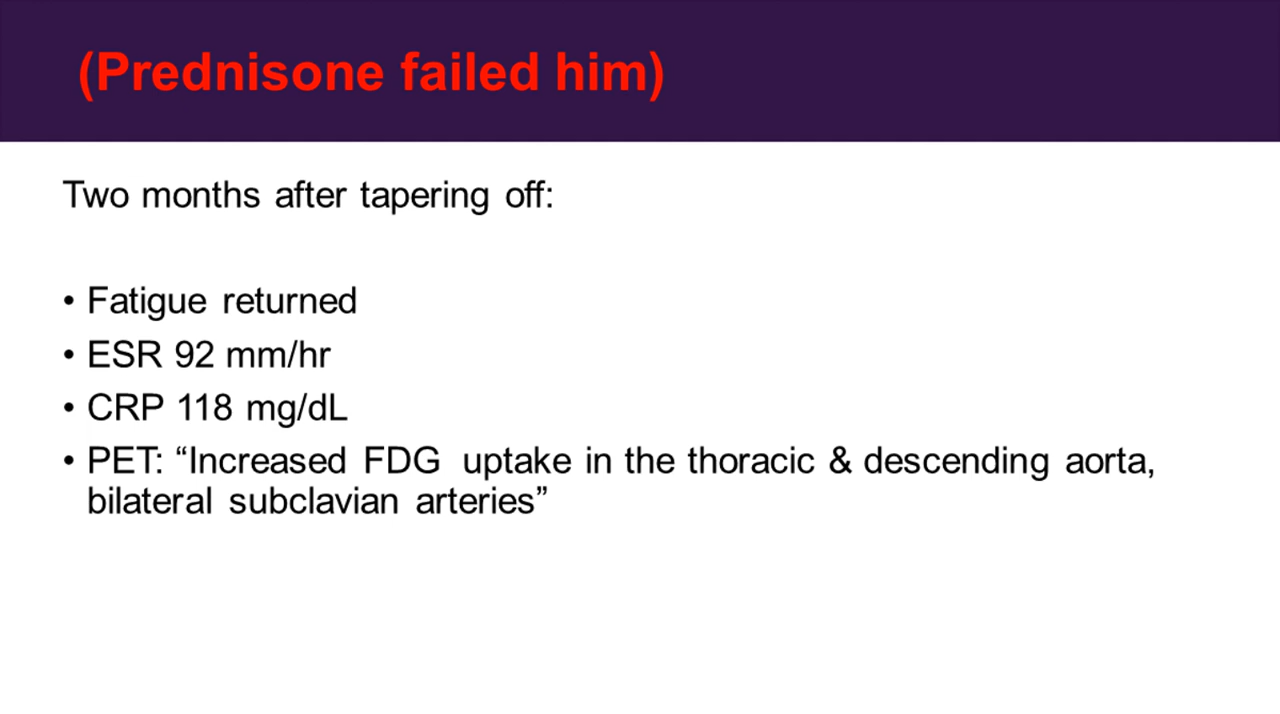 (Prednisone failed him)
Two months after tapering off:
• Fatigue returned
• ESR 92 mm/hr
• CRP 118 mg/dL
• PET: “Increased FDG uptake in the thoracic & descending aorta,
bilateral subclavian arteries”